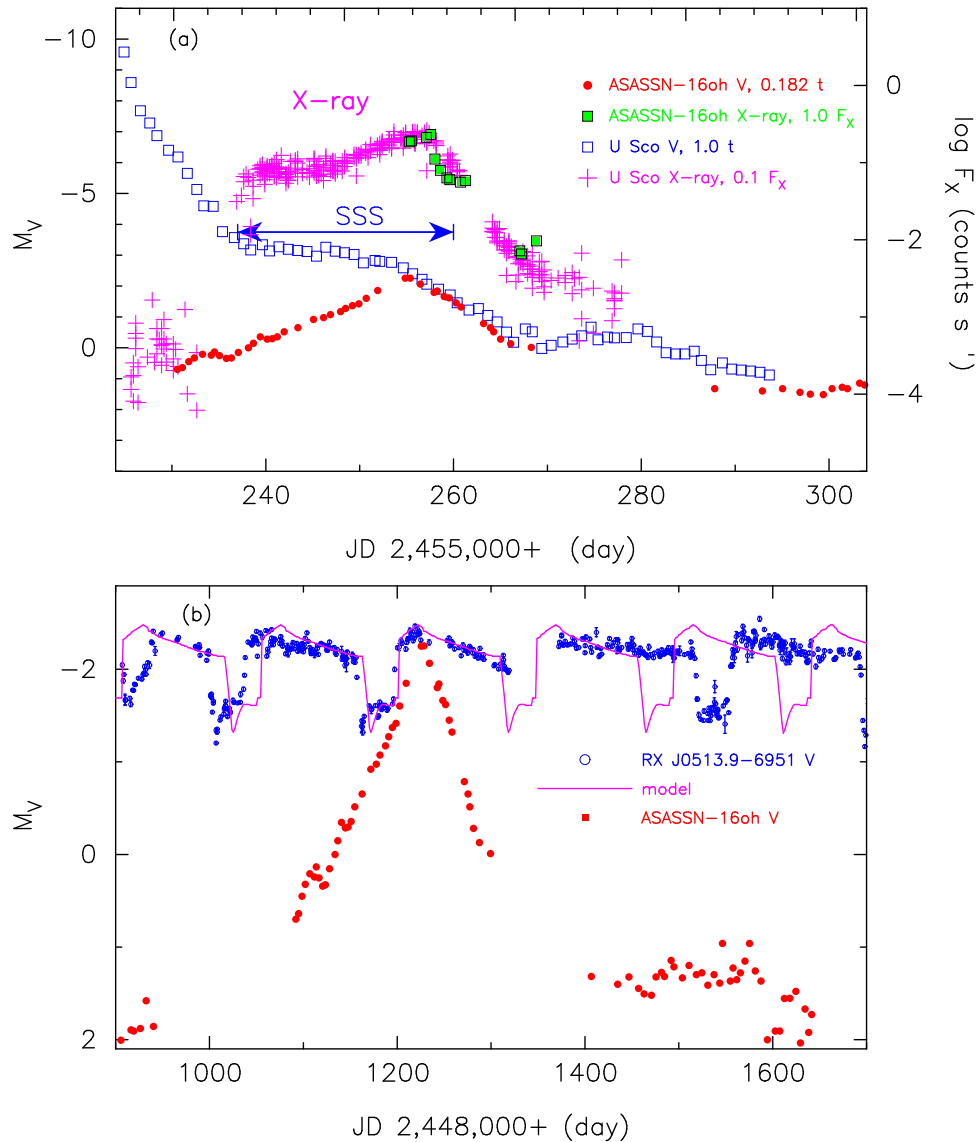 (a)
X-ray
SSS
ASASSN-16oh V, 0.182 t
ASASSN-16oh X-ray, 1.0 F_X
U Sco V, 1.0 t
U Sco X-ray, 0.1 F_X
-10
-5
0
M_V
0
-2
-4
log F_X (counts s')
240
260
280
300
JD 2,455,000+ (day)
(b)
-2
0
2
M_V
RX J0513.9-6951 V
model
ASASSN-16oh V
1000
1200
1400
1600
JD 2,448,000+ (day)